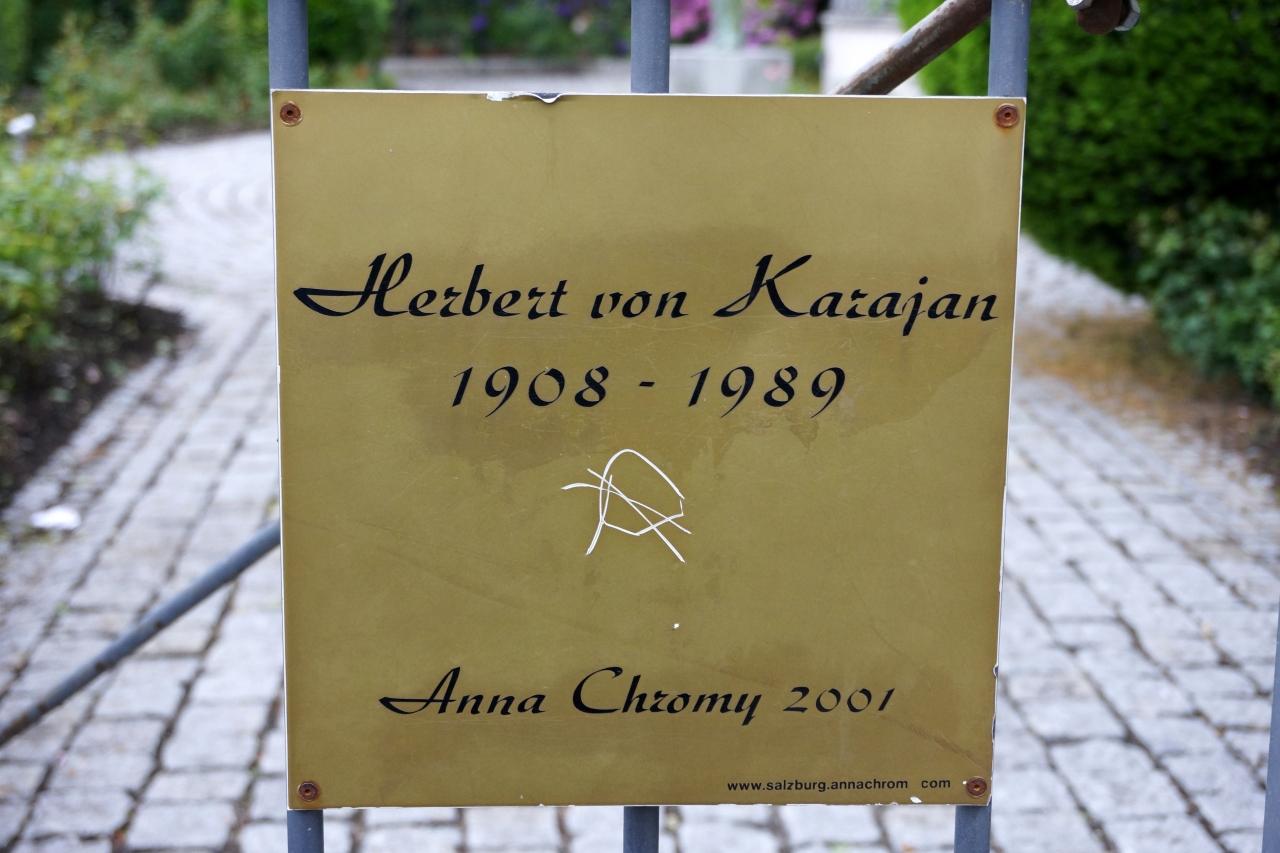 Herbert von Karajan
1908 - 1989
Anna Chromy 2001
www.salzburg.annachrom com